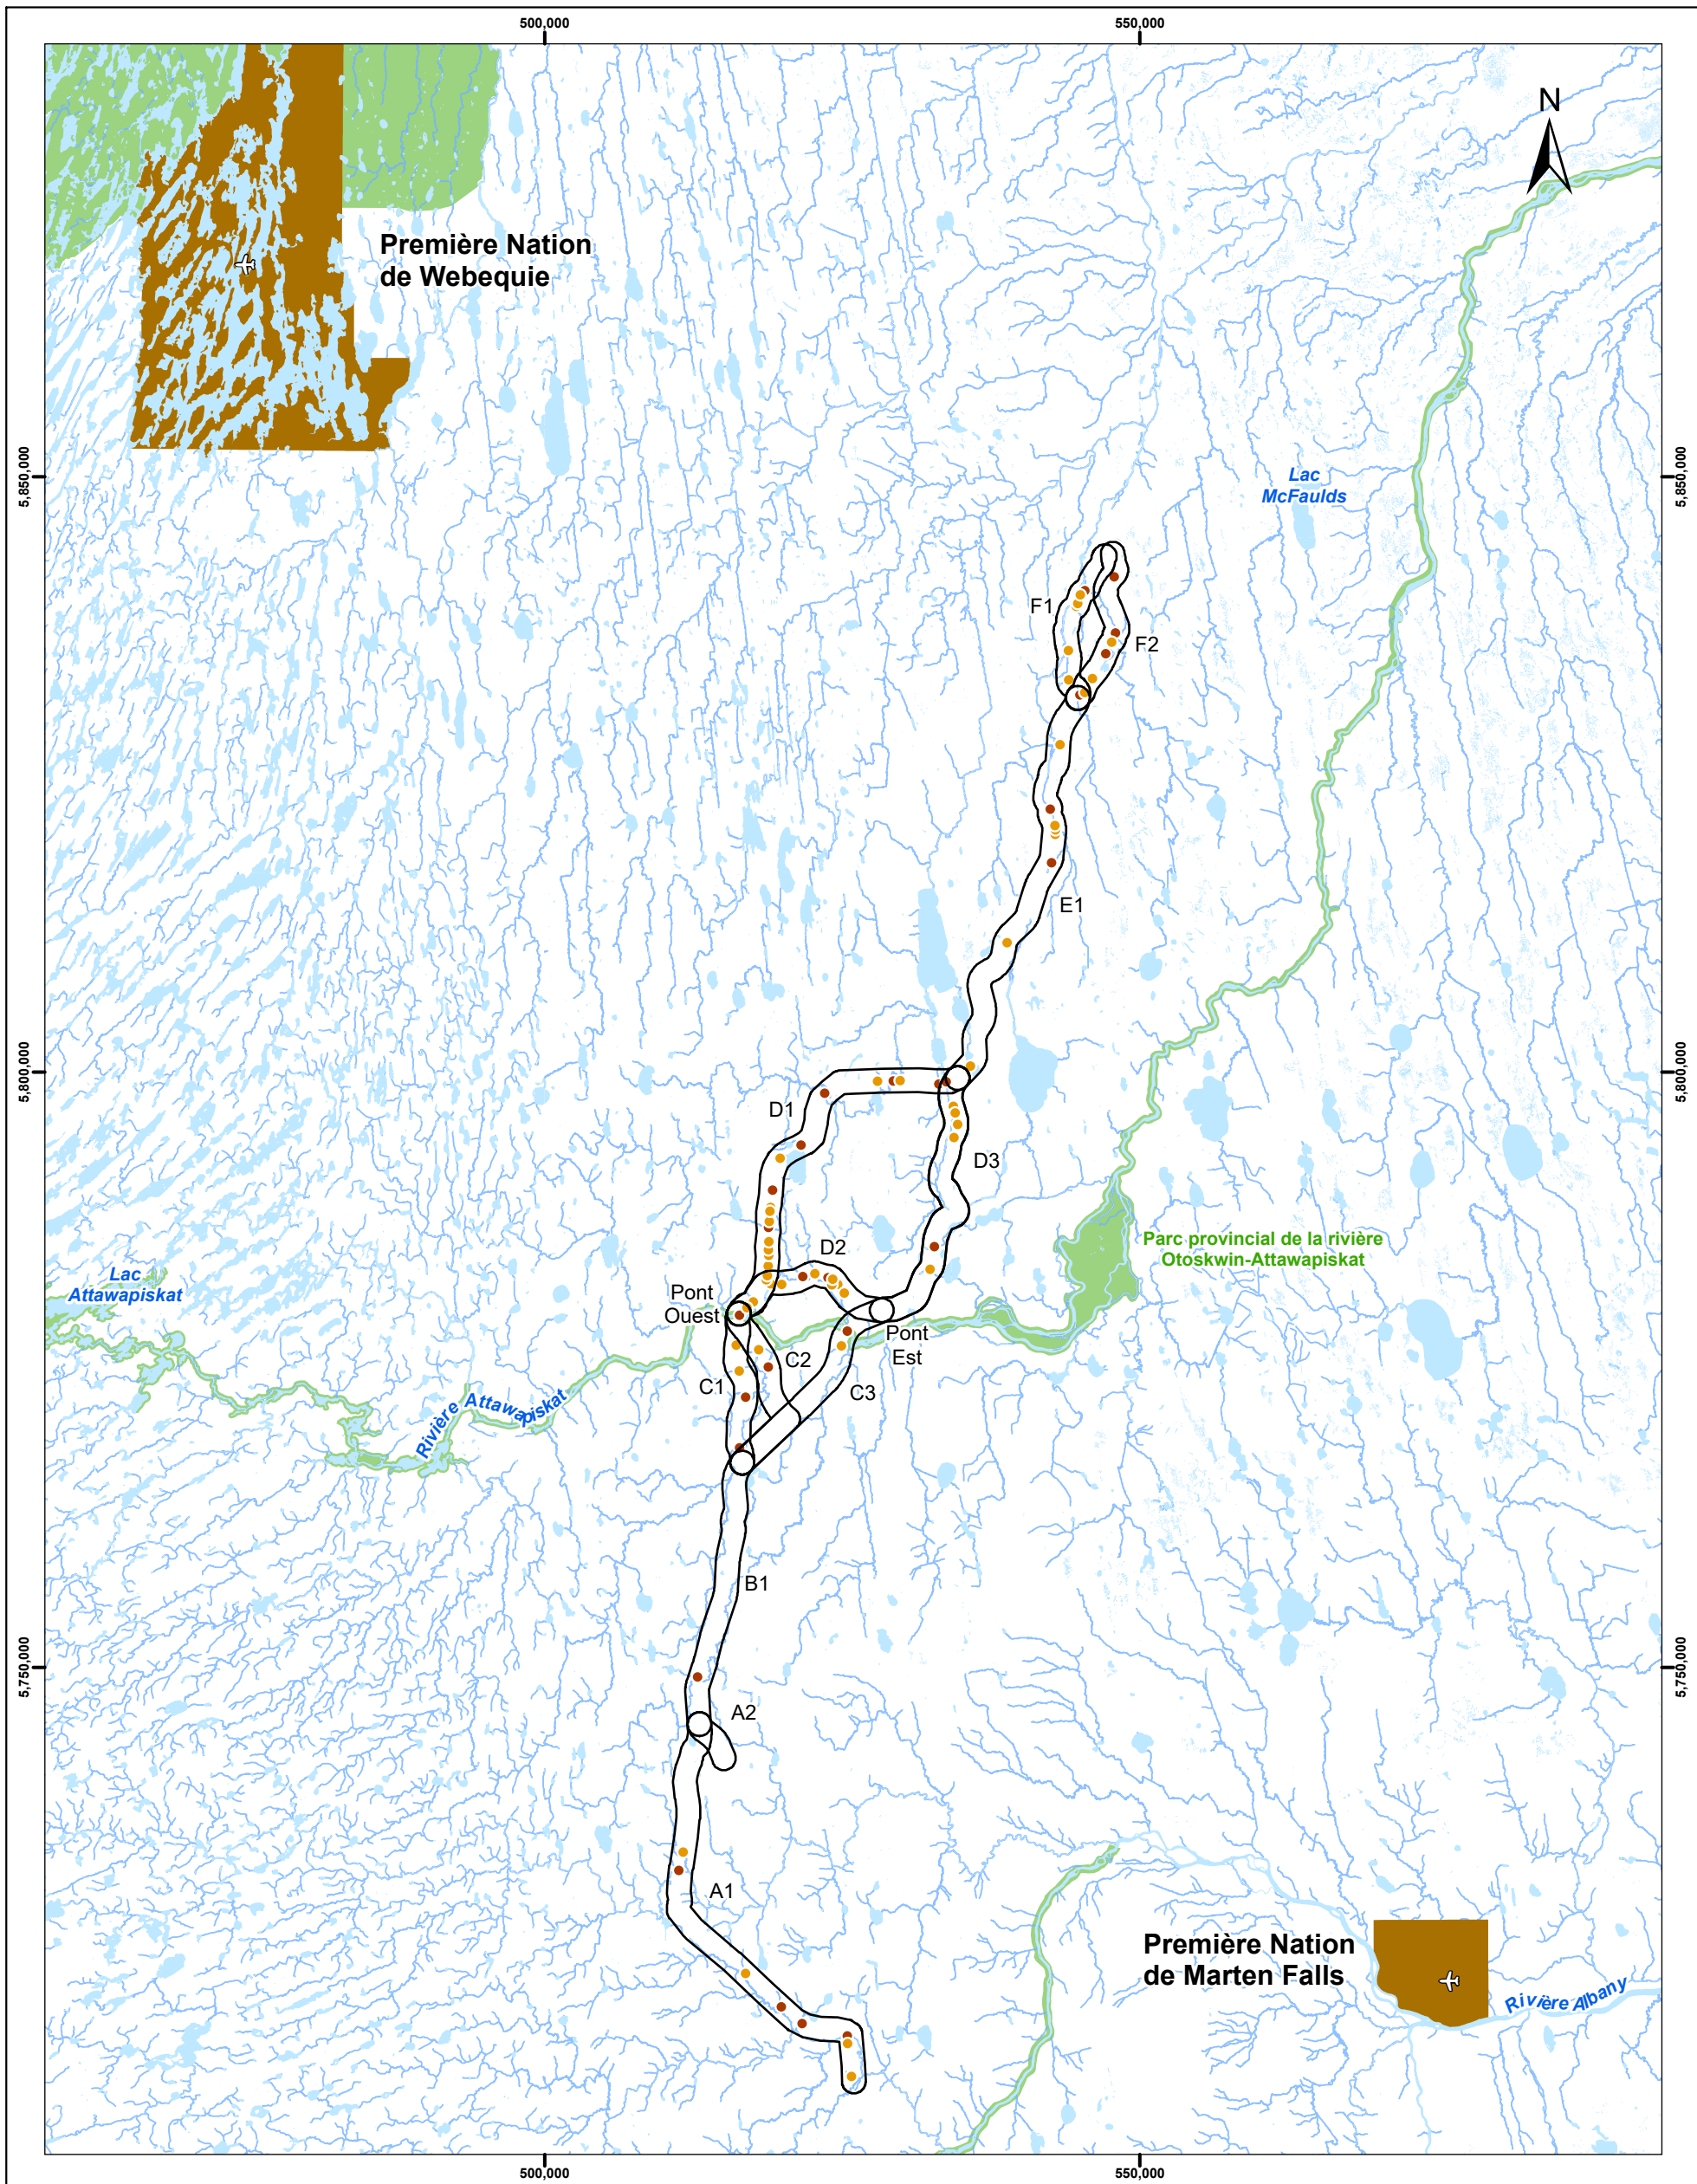 500,000
550,000
N
Première Nation
de Webequie
5,850,000
5,850,000
Lac
McFaulds
F1
F2
E1
5,800,000
5,800,000
D1
D3
D2
Parc provincial de la rivière
Otoskwin-Attawapiskat
Lac
Attawapiskat
Pont
Ouest
Pont
Est
C2
C1
C3
Rivière Attawapiskat
B1
5,750,000
5,750,000
A2
A1
Première Nation
de Marten Falls
Rivière Albany
500,000
550,000